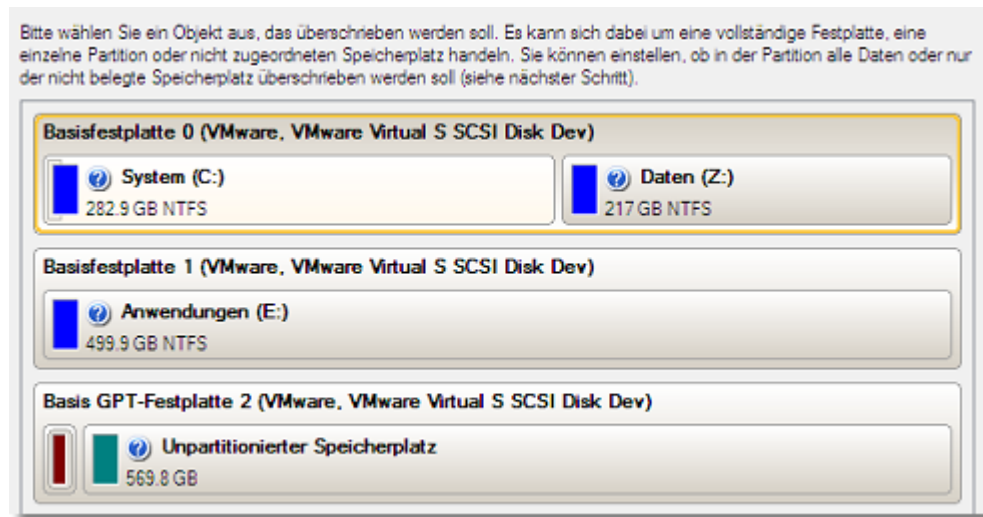 Bitte wählen Sie ein Objekt aus, das überschrieben werden soll. Es kann sich dabei um eine vollständige Festplatte, eine
einzelne Partition oder nicht zugeordneten Speicherplatz handeln. Sie können einstellen, ob in der Partition alle Daten oder nur
der nicht belegte Speicherplatz überschrieben werden soll (siehe nächster Schritt).
Basisfestplatte 0 (VMware, VMware Virtual S SCSI Disk Dev)
System (C:)
282.9 GB NTFS
Daten (Z:)
217 GB NTFS
Basisfestplatte 1 (VMware, VMware Virtual S SCSI Disk Dev)
Anwendungen (E:)
499.9 GB NTFS
Basis GPT-Festplatte 2 (VMware, VMware Virtual S SCSI Disk Dev)
Unpartitionierter Speicherplatz
569.8 GB